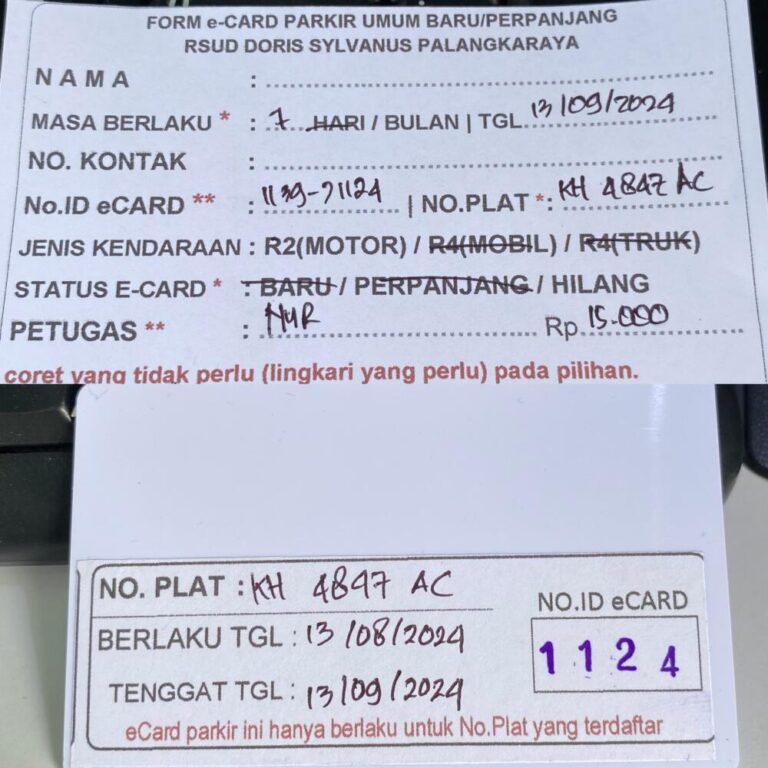 FORM e-CARD PARKIR UMUM BARU/PERPANJANG
RSUD DORIS SYLVANUS PALANGKARAYA
NAMA :
MASA BERLAKU * : 1 HARI / BULAN | TGL. 13/09/2024
NO. KONTAK :
No.ID eCARD ** : 1139-71124 | NO.PLAT *: KH 4847 AC
JENIS KENDARAAN : R2(MOTOR) / R4(MOBIL) / R4(TRUK)
STATUS E-CARD * : BARU / PERPANJANG / HILANG
PETUGAS ** : NUR Rp. 15.000
coret yang tidak perlu (lingkari yang perlu) pada pilihan.
NO. PLAT : KH 4847 AC
BERLAKU TGL : 13/08/2024
NO.ID eCARD
1124
TENGGAT TGL : 13/09/2024
eCard parkir ini hanya berlaku untuk No.Plat yang terdaftar